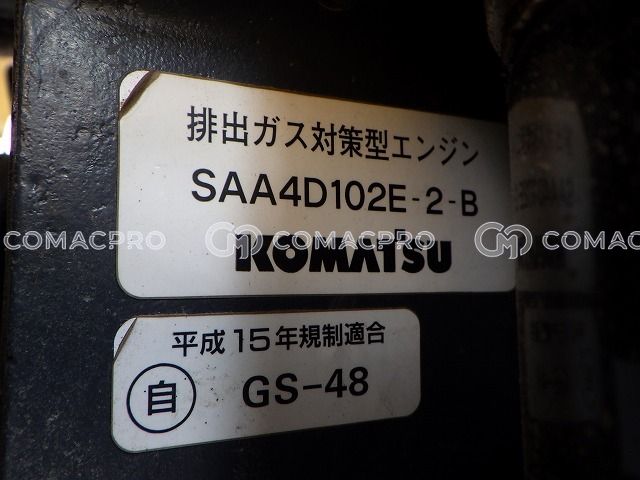 排出ガス対策型エンジン
SAA4D102E-2-B
COMACPRO COMACPRO
KOMATSU
平成15年規制適合
自 GS-48